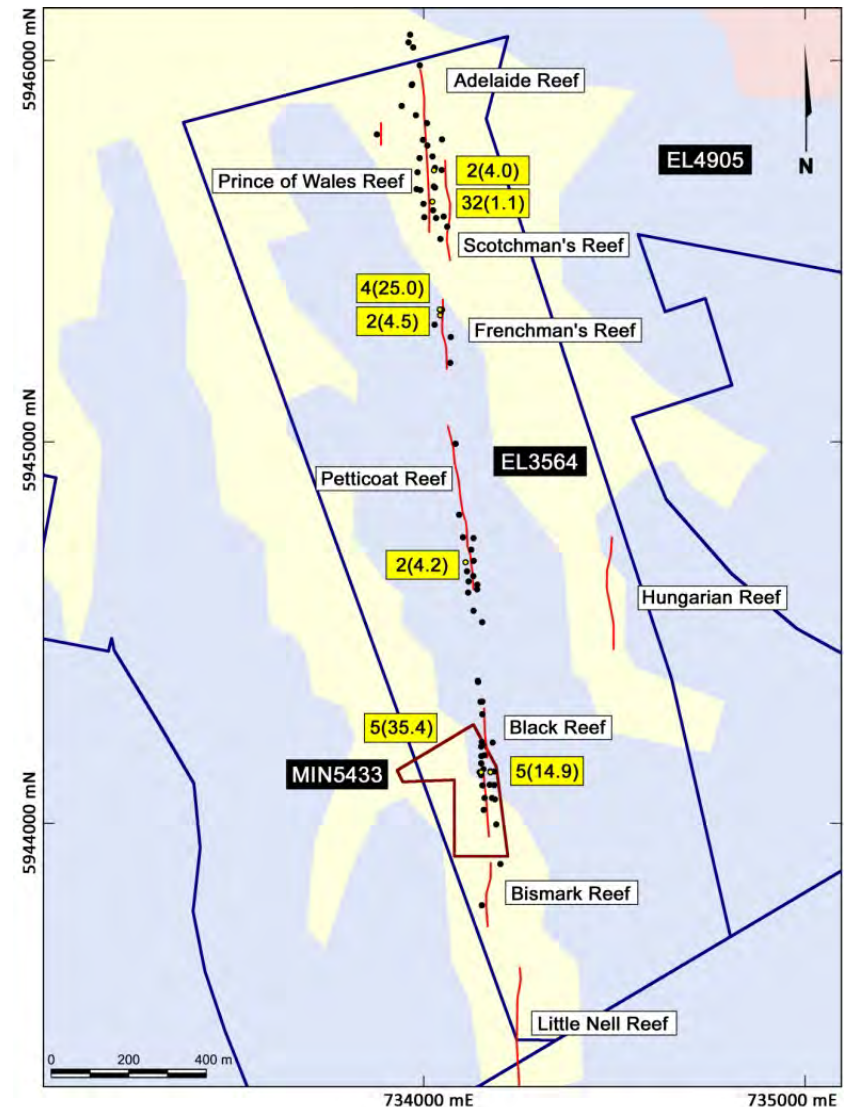 5946000 mN
Adelaide Reef
EL4905
N
2(4.0)
Prince of Wales Reef
32(1.1)
Scotchman's Reef
4(25.0)
2(4.5)
Frenchman's Reef
5945000 mN
EL3564
Petticoat Reef
2(4.2)
Hungarian Reef
5(35.4)
Black Reef
MIN5433
5(14.9)
5944000 mN
Bismark Reef
Little Nell Reef
0 200 400 m
734000 mE
735000 mE